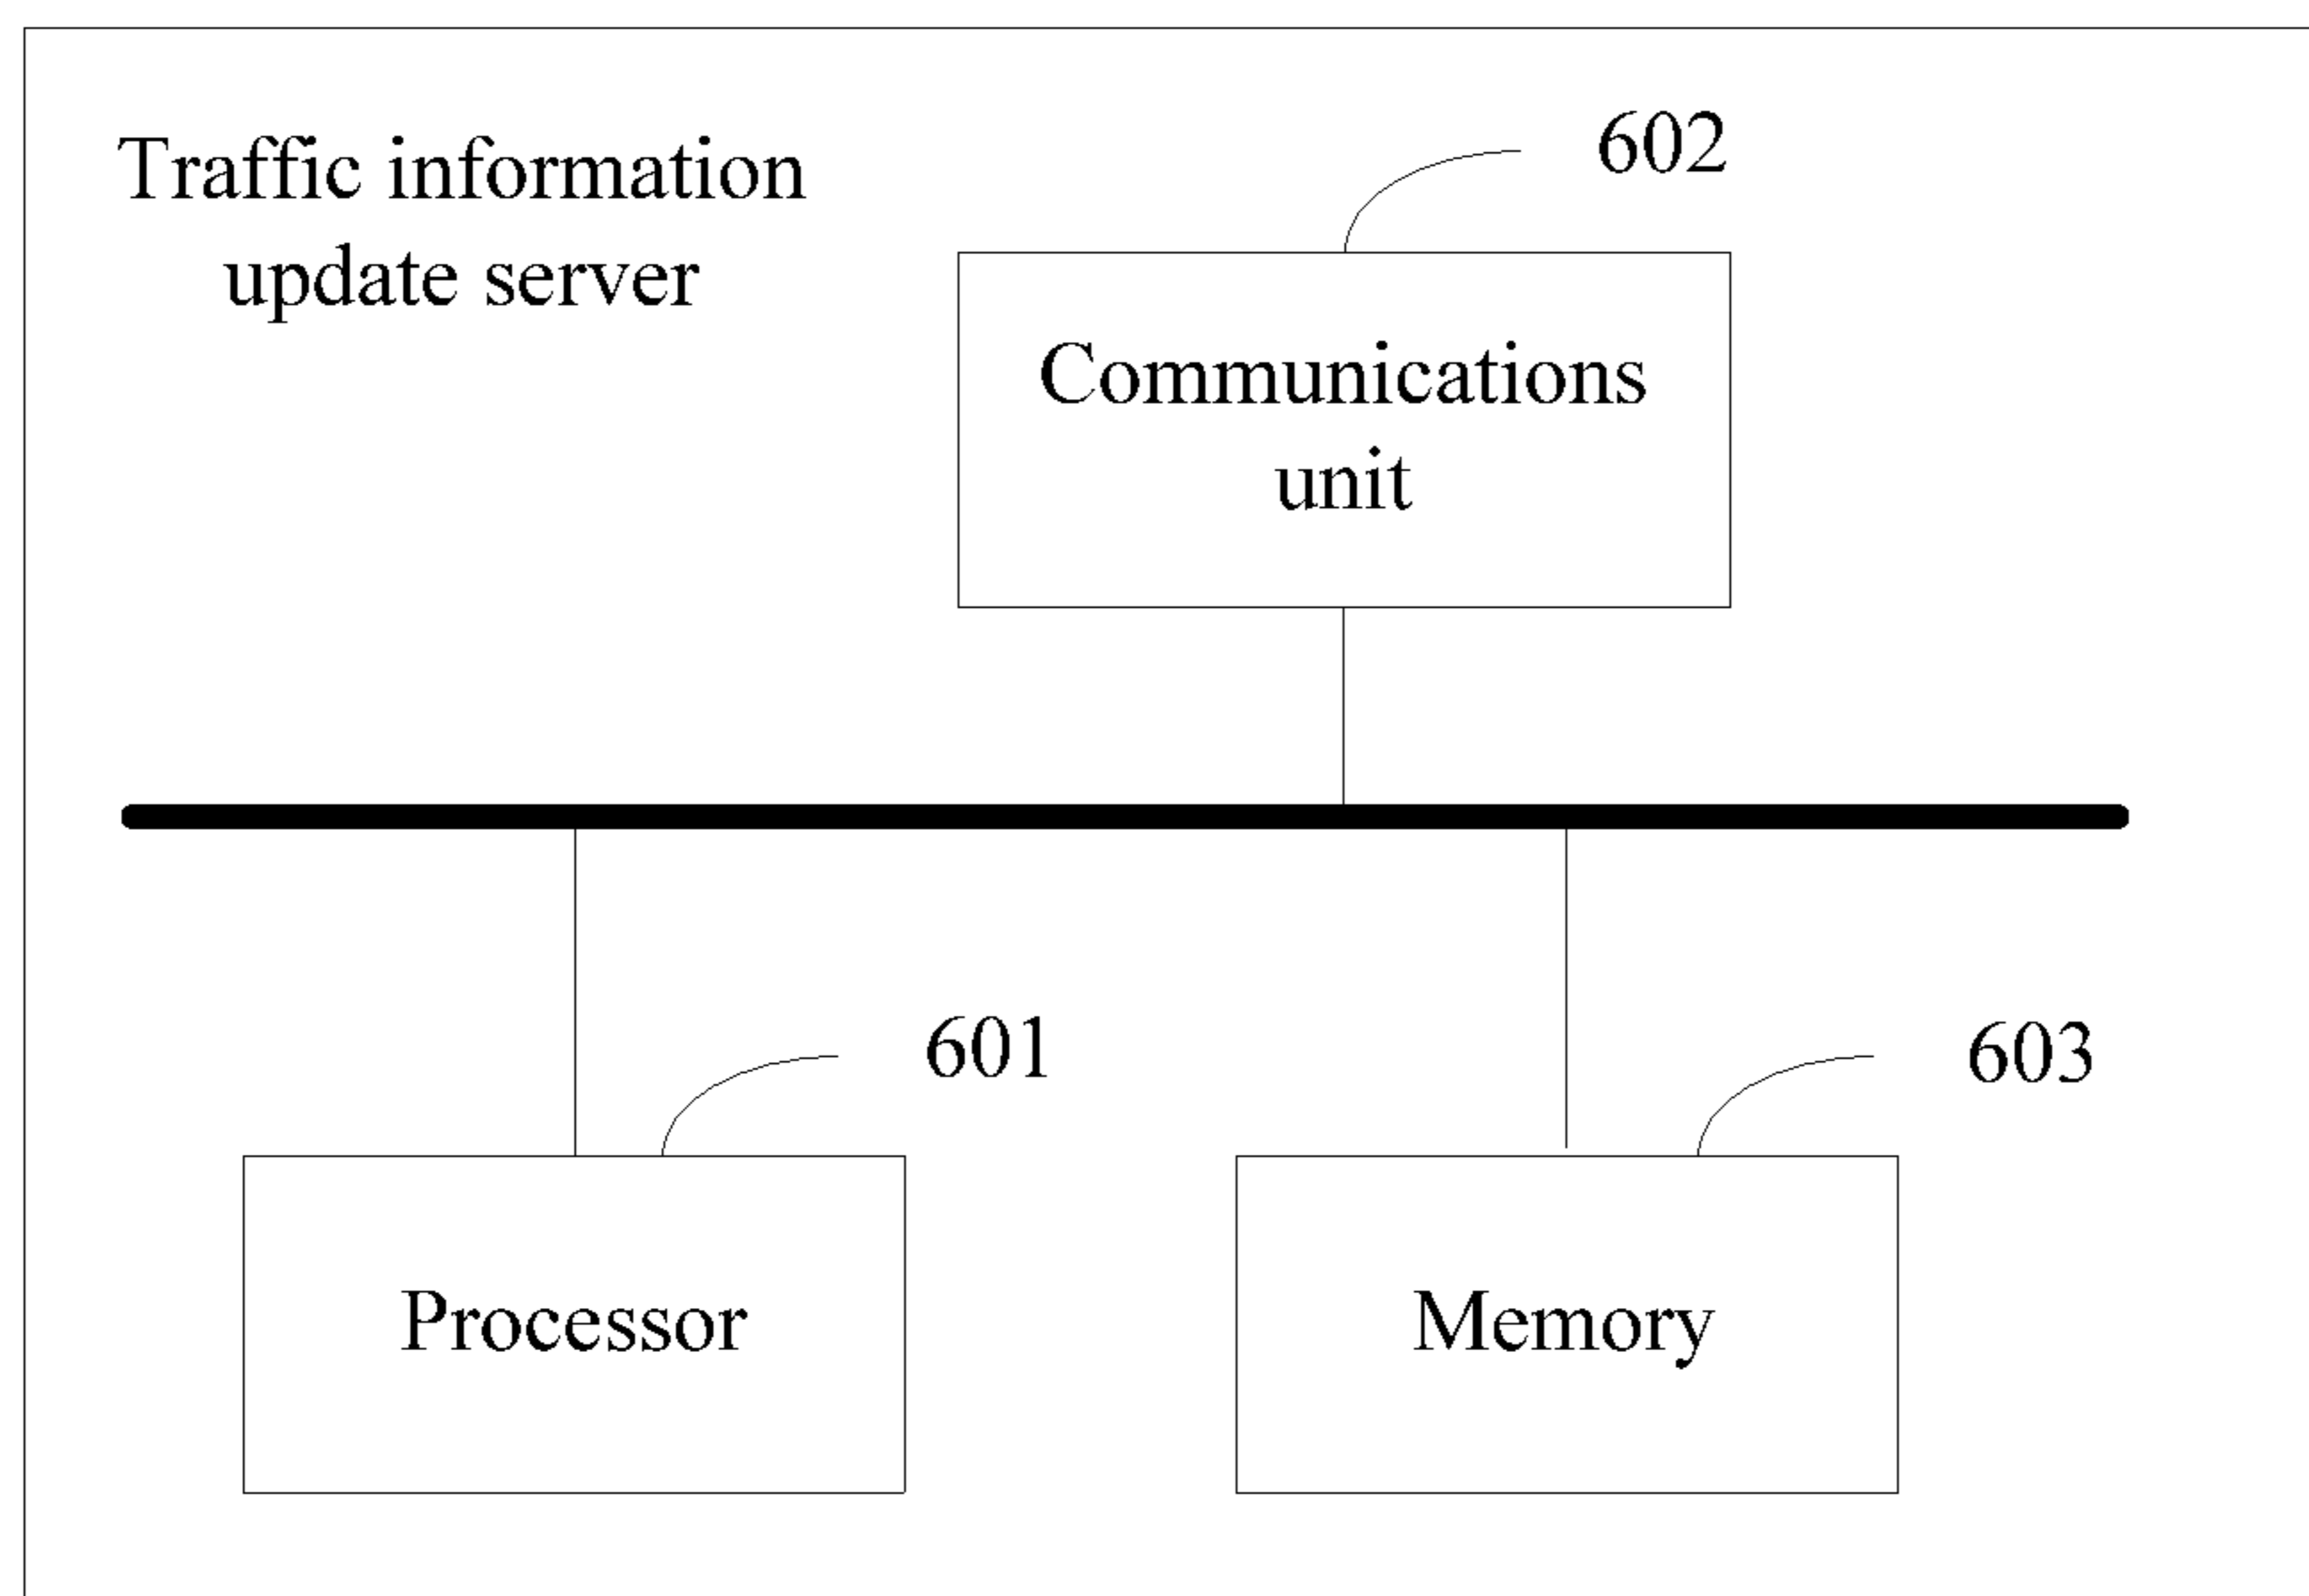 Traffic information
update server
602
Communications
unit
601
603
Processor
Memory